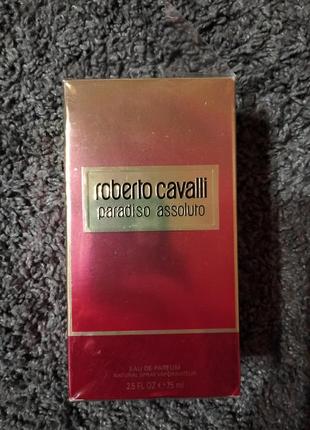 roberto cavalli
paradiso assoluto
EAU DE PARFUM
NATURAL SPRAY VAPORISATEUR
2.5 FL OZ e 75 ml